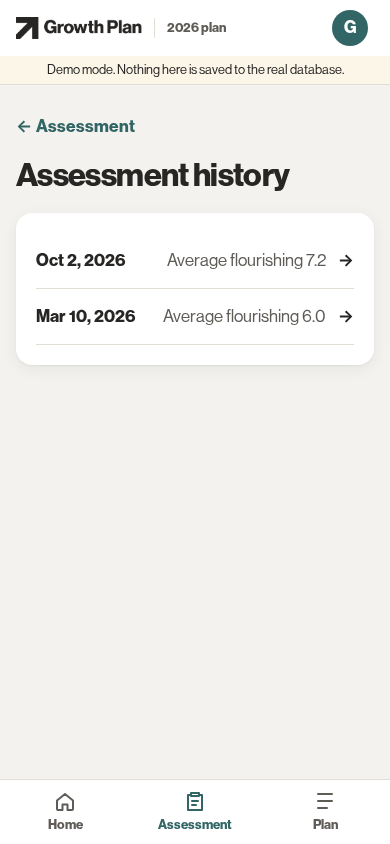 Growth Plan
2026 plan
G
Demo mode. Nothing here is saved to the real database.
← Assessment
Assessment history
Oct 2, 2026 Average flourishing 7.2 →
Mar 10, 2026 Average flourishing 6.0 →
Home
Assessment
Plan